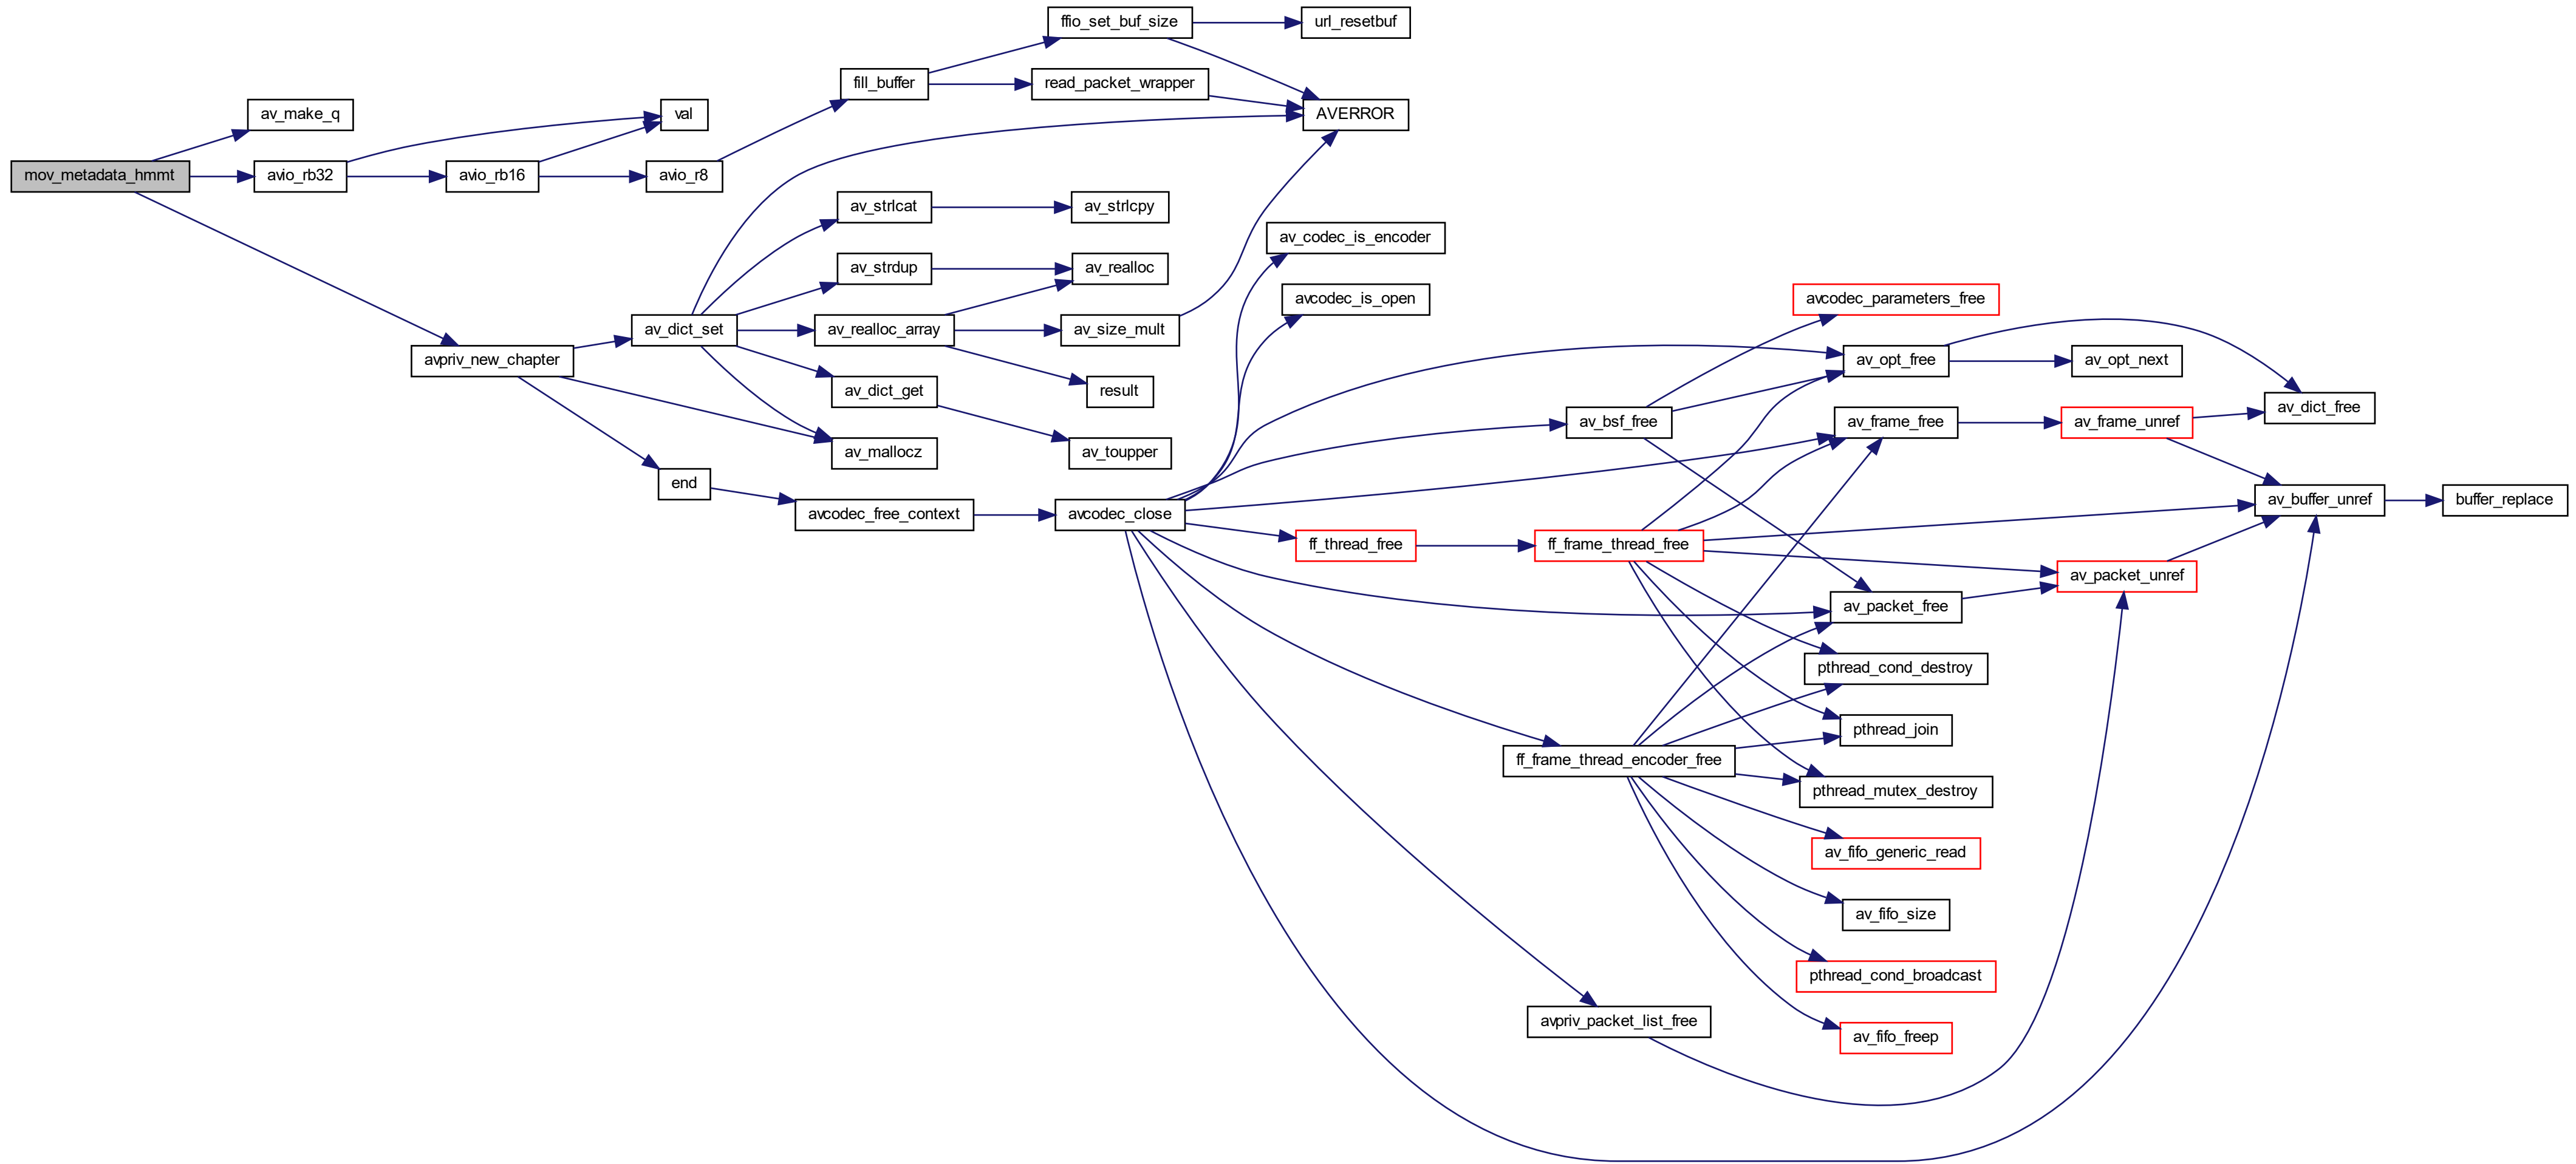 mov_metadata_hmmt
av_make_q
avio_rb32
val
avio_rb16
avio_r8
fill_buffer
ffio_set_buf_size
url_resetbuf
read_packet_wrapper
AVERROR
avpriv_new_chapter
av_dict_set
av_strlcat
av_strlcpy
av_strdup
av_realloc
av_realloc_array
av_size_mult
result
av_dict_get
av_toupper
av_mallocz
end
avcodec_free_context
avcodec_close
av_codec_is_encoder
avcodec_is_open
av_bsf_free
avcodec_parameters_free
av_opt_free
av_opt_next
av_dict_free
av_frame_free
av_frame_unref
av_buffer_unref
buffer_replace
ff_thread_free
ff_frame_thread_free
av_packet_unref
av_packet_free
pthread_cond_destroy
pthread_join
ff_frame_thread_encoder_free
pthread_mutex_destroy
av_fifo_generic_read
av_fifo_size
pthread_cond_broadcast
avpriv_packet_list_free
av_fifo_freep